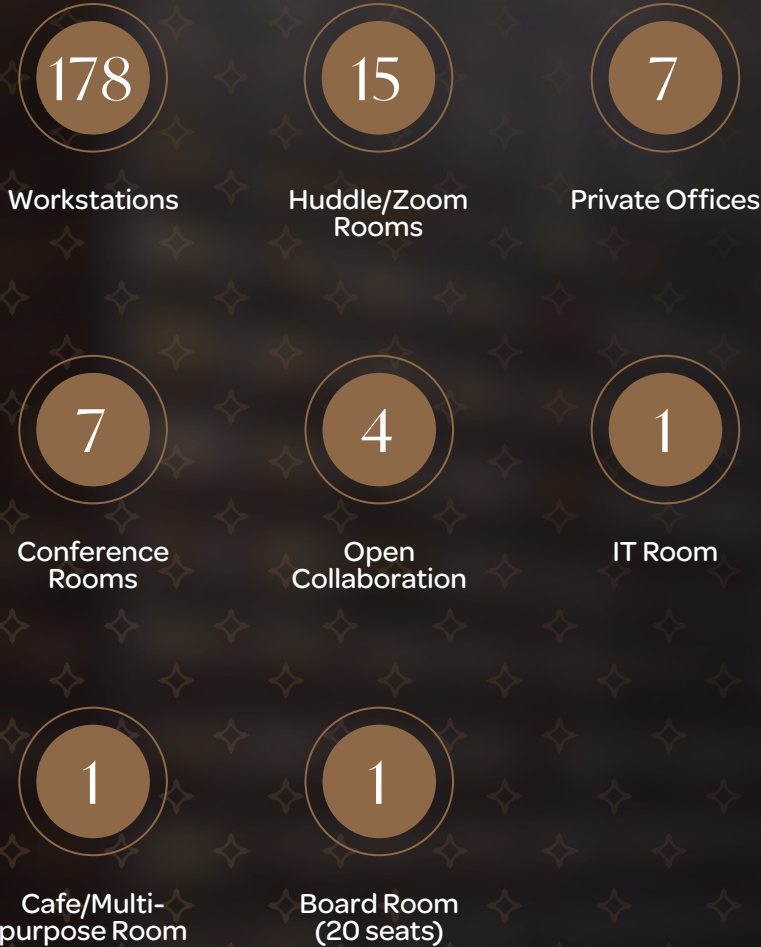 178
Workstations
15
Huddle/Zoom
Rooms
7
Private Offices
7
Conference
Rooms
4
Open
Collaboration
1
IT Room
1
Cafe/Multi-
purpose Room
1
Board Room
(20 seats)